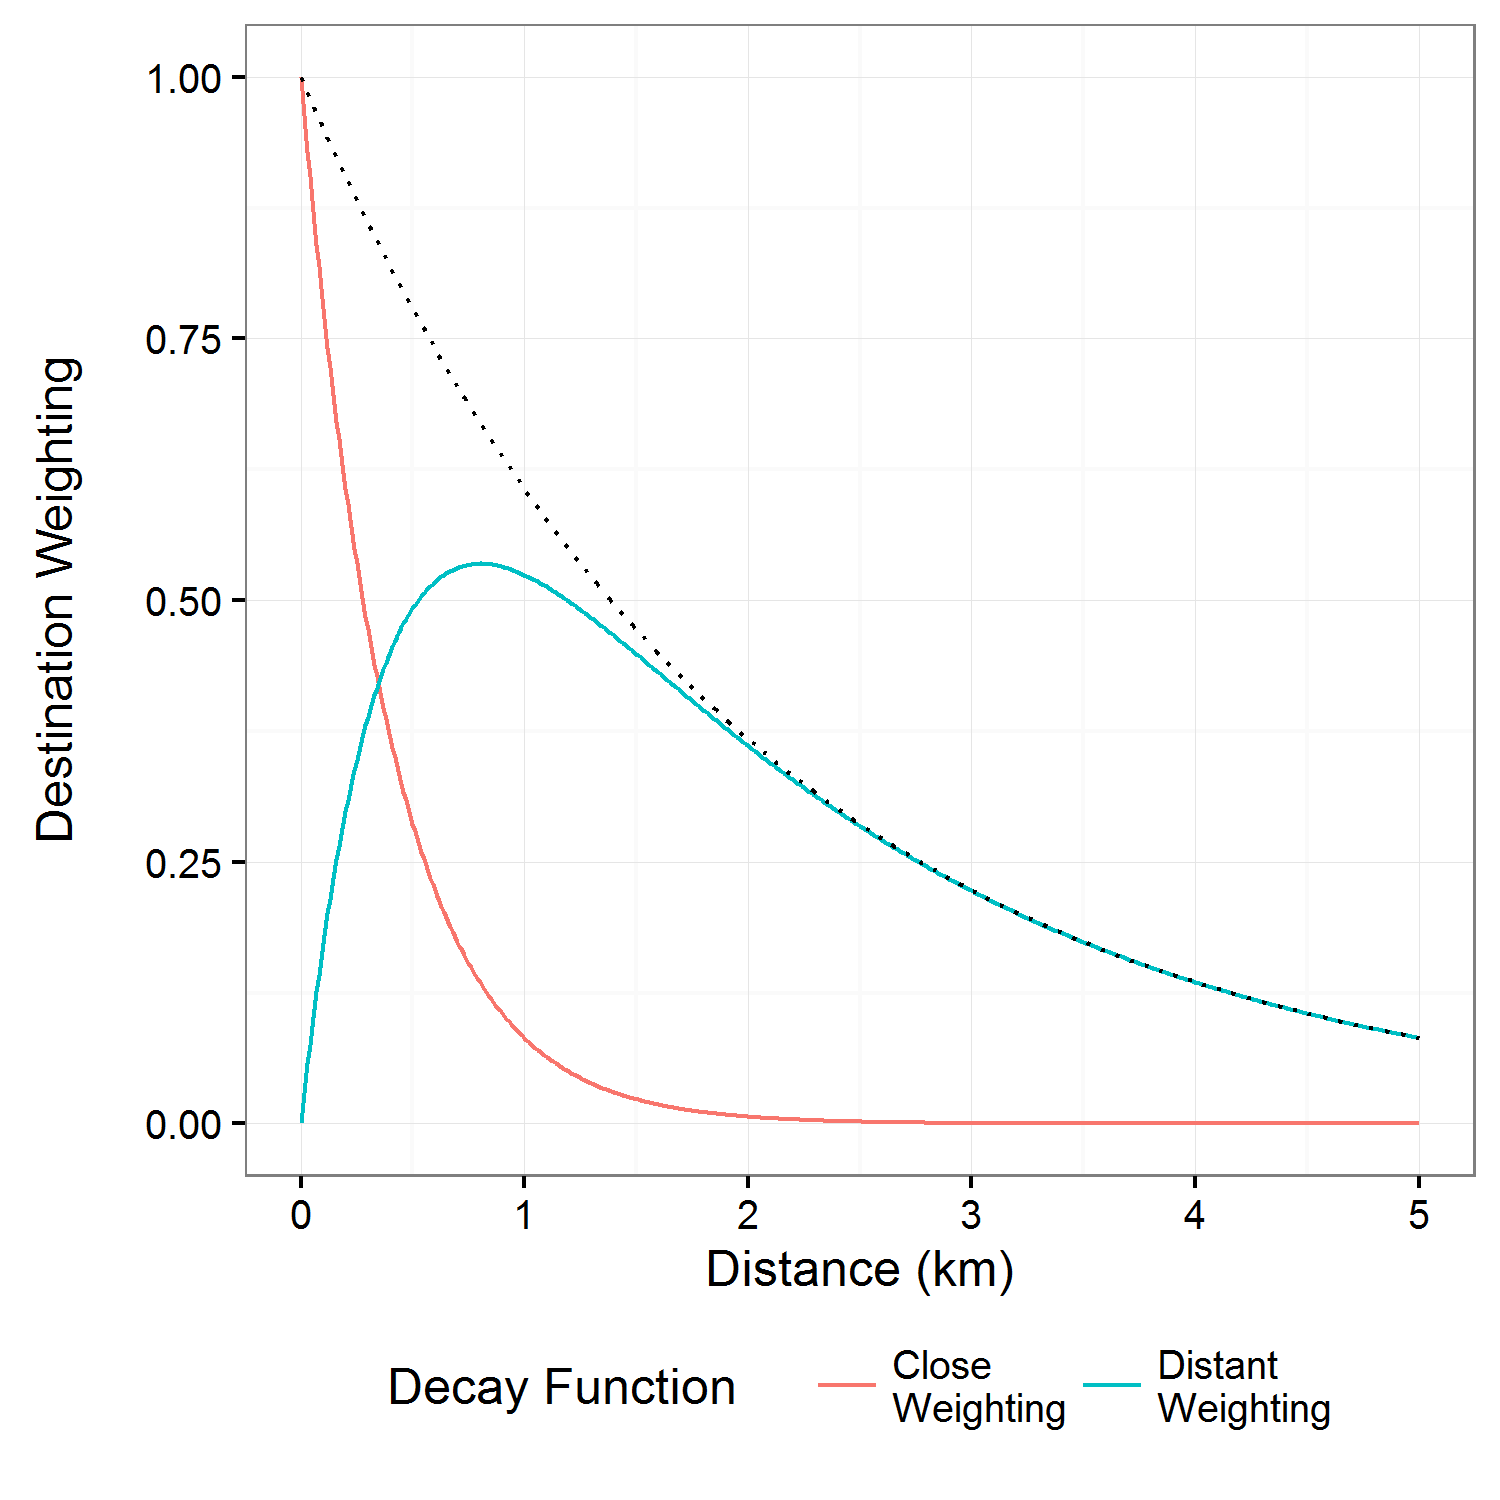 1.00
0.75
0.50
0.25
0.00
Destination Weighting
0 1 2 3 4 5
Distance (km)
Decay Function
Close
Weighting
Distant
Weighting